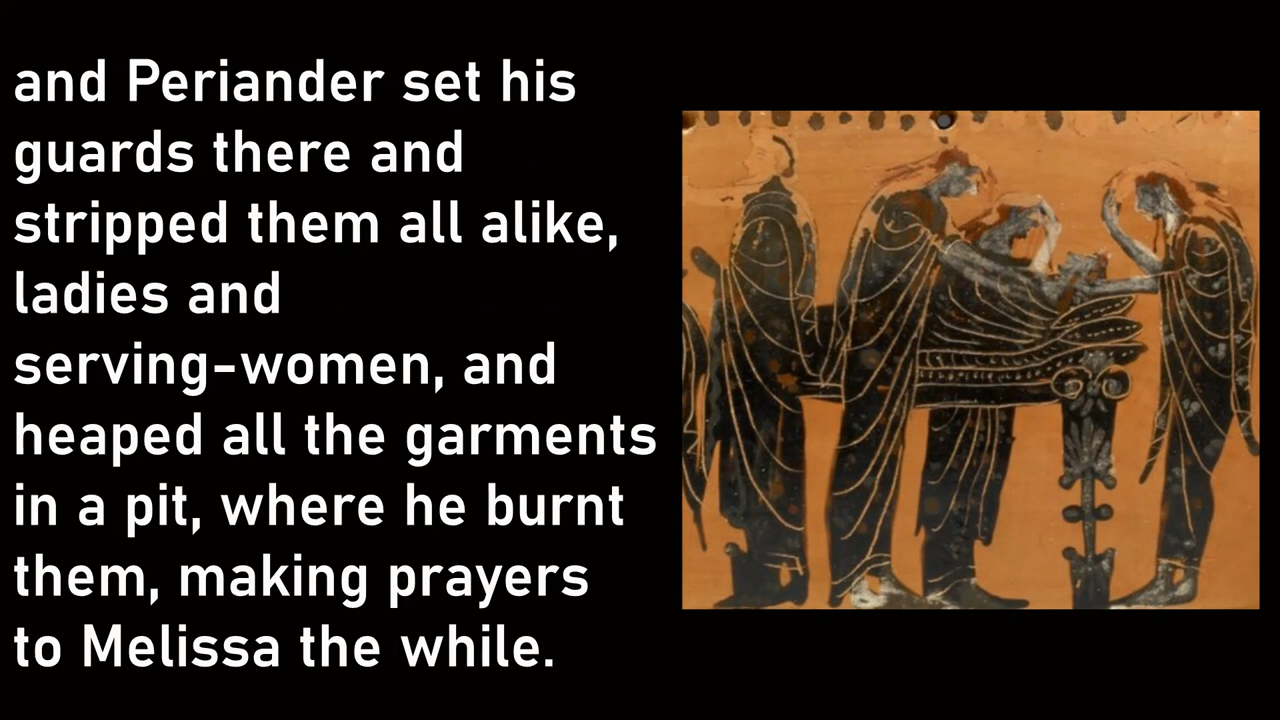 and Periander set his
guards there and
stripped them all alike,
ladies and
serving-women, and
heaped all the garments
in a pit, where he burnt
them, making prayers
to Melissa the while.